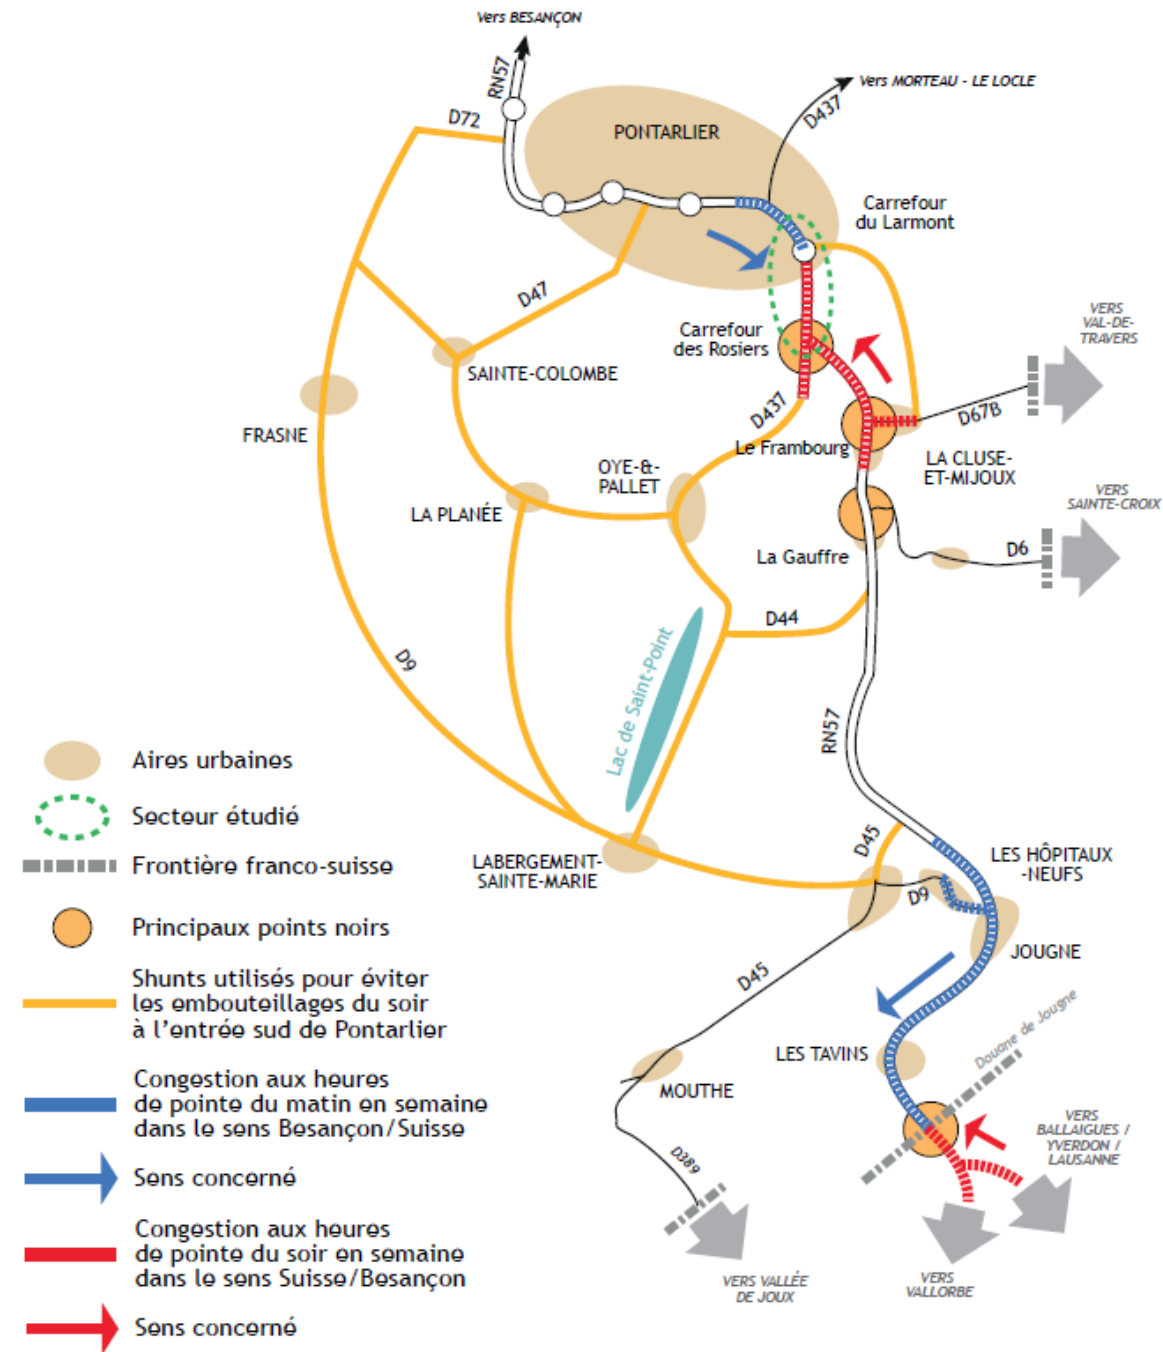 Vers BESANÇON
RN57
Vers MORTEAU - LE LOCLE
D437
D72
PONTARLIER
Carrefour
du Larmont
D47
Carrefour
des Rosiers
VERS
VAL-DE-
TRAVERS
SAINTE-COLOMBE
D437
D67B
FRASNE
Le Frambourg
LA CLUSE-
ET-MIJOUX
OYE-&-
PALLET
VERS
SAINTE-CROIX
LA PLANÉE
La Gauffre
D6
D44
D9
Lac de Saint-Point
RN57
D45
LABERGEMENT-
SAINTE-MARIE
LES HÔPITAUX
-NEUFS
D9
JOUGNE
D45
Douane de Jougne
LES TAVINS
MOUTHE
VERS
BALLAIGUES /
YVERDON /
LAUSANNE
D389
VERS VALLÉE
DE JOUX
VERS
VALLORBE
Aires urbaines
Secteur étudié
Frontière franco-suisse
Principaux points noirs
Shunts utilisés pour éviter
les embouteillages du soir
à l'entrée sud de Pontarlier
Congestion aux heures
de pointe du matin en semaine
dans le sens Besançon/Suisse
Sens concerné
Congestion aux heures
de pointe du soir en semaine
dans le sens Suisse/Besançon
Sens concerné